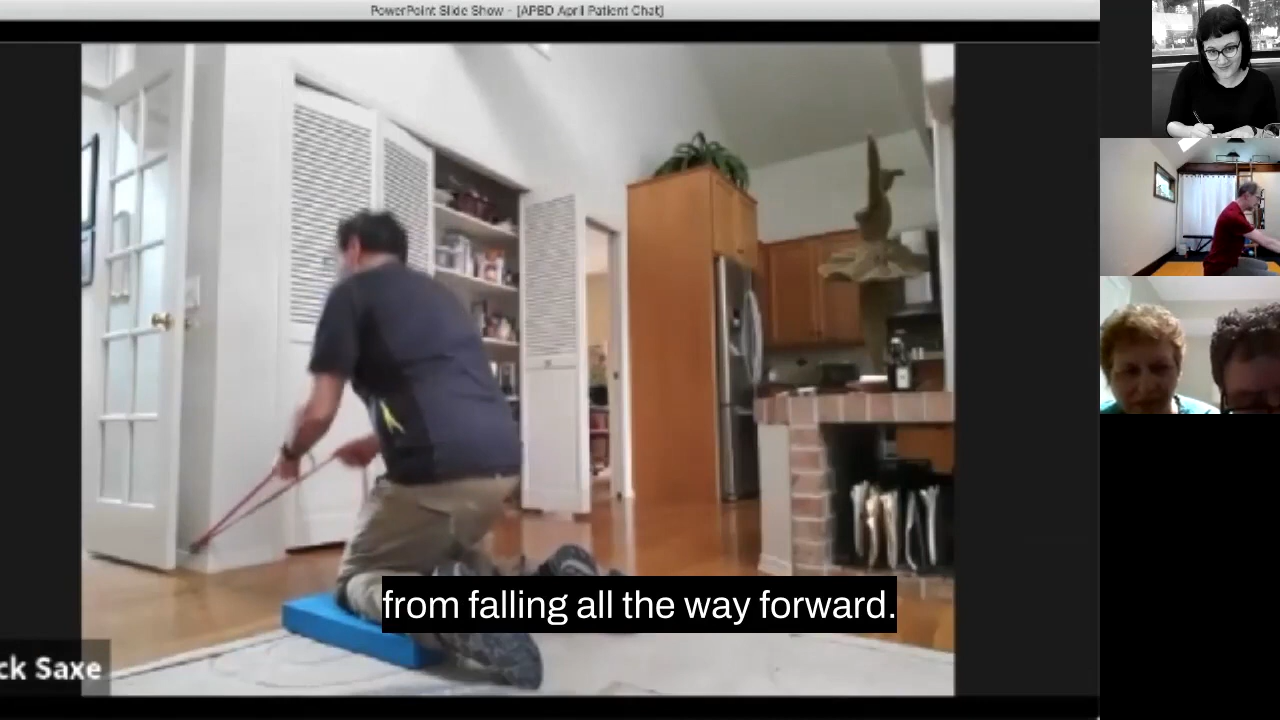 PowerPoint Slide Show - [APBD April Patient Chat]
from falling all the way forward.
ck Saxe